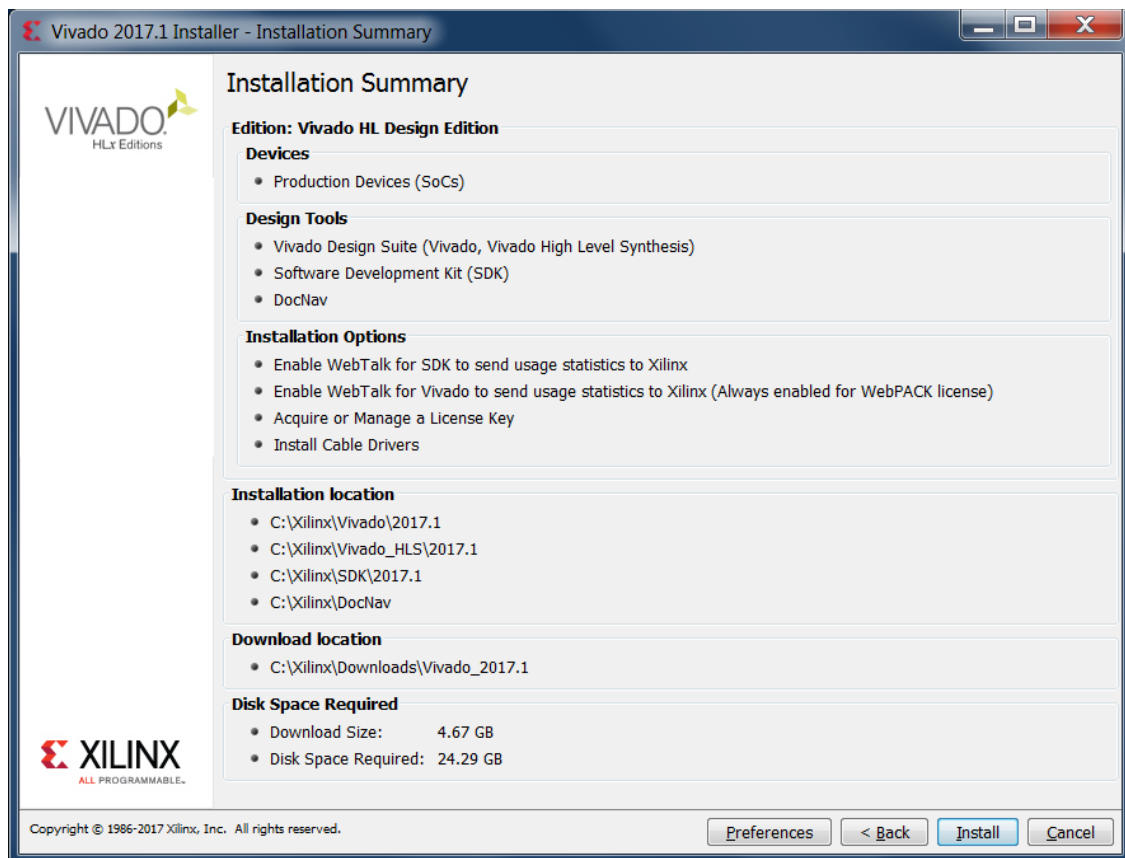 Vivado 2017.1 Installer - Installation Summary
VIVADO.
HLx Editions
Installation Summary
Edition: Vivado HL Design Edition
Devices
Production Devices (SoCs)
Design Tools
Vivado Design Suite (Vivado, Vivado High Level Synthesis)
Software Development Kit (SDK)
DocNav
Installation Options
Enable WebTalk for SDK to send usage statistics to Xilinx
Enable WebTalk for Vivado to send usage statistics to Xilinx (Always enabled for WebPACK license)
Acquire or Manage a License Key
Install Cable Drivers
Installation location
C:\Xilinx\Vivado\2017.1
C:\Xilinx\Vivado_HLS\2017.1
C:\Xilinx\SDK\2017.1
C:\Xilinx\DocNav
Download location
C:\Xilinx\Downloads\Vivado_2017.1
Disk Space Required
Download Size: 4.67 GB
Disk Space Required: 24.29 GB
XILINX
ALL PROGRAMMABLE.
Copyright © 1986-2017 Xilinx, Inc. All rights reserved.
Preferences < Back Install Cancel